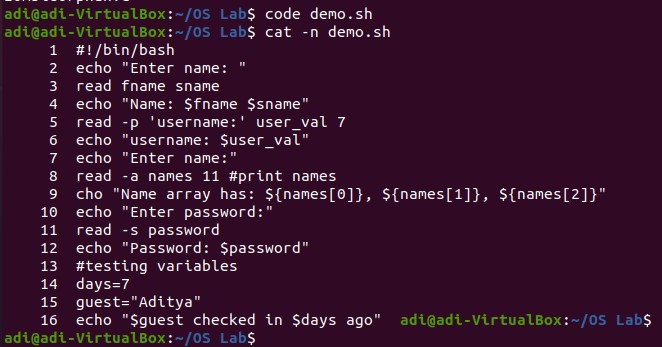 adi@adi-VirtualBox:~/OS Lab$ code demo.sh
adi@adi-VirtualBox:~/OS Lab$ cat -n demo.sh
1 #!/bin/bash
2 echo "Enter name: "
3 read fname sname
4 echo "Name: $fname $sname"
5 read -p 'username:' user_val 7
6 echo "username: $user_val"
7 echo "Enter name:"
8 read -a names 11 #print names
9 cho "Name array has: ${names[0]}, ${names[1]}, ${names[2]}"
10 echo "Enter password:"
11 read -s password
12 echo "Password: $password"
13 #testing variables
14 days=7
15 guest="Aditya"
16 echo "$guest checked in $days ago" adi@adi-VirtualBox:~/OS Lab$
adi@adi-VirtualBox:~/OS Lab$